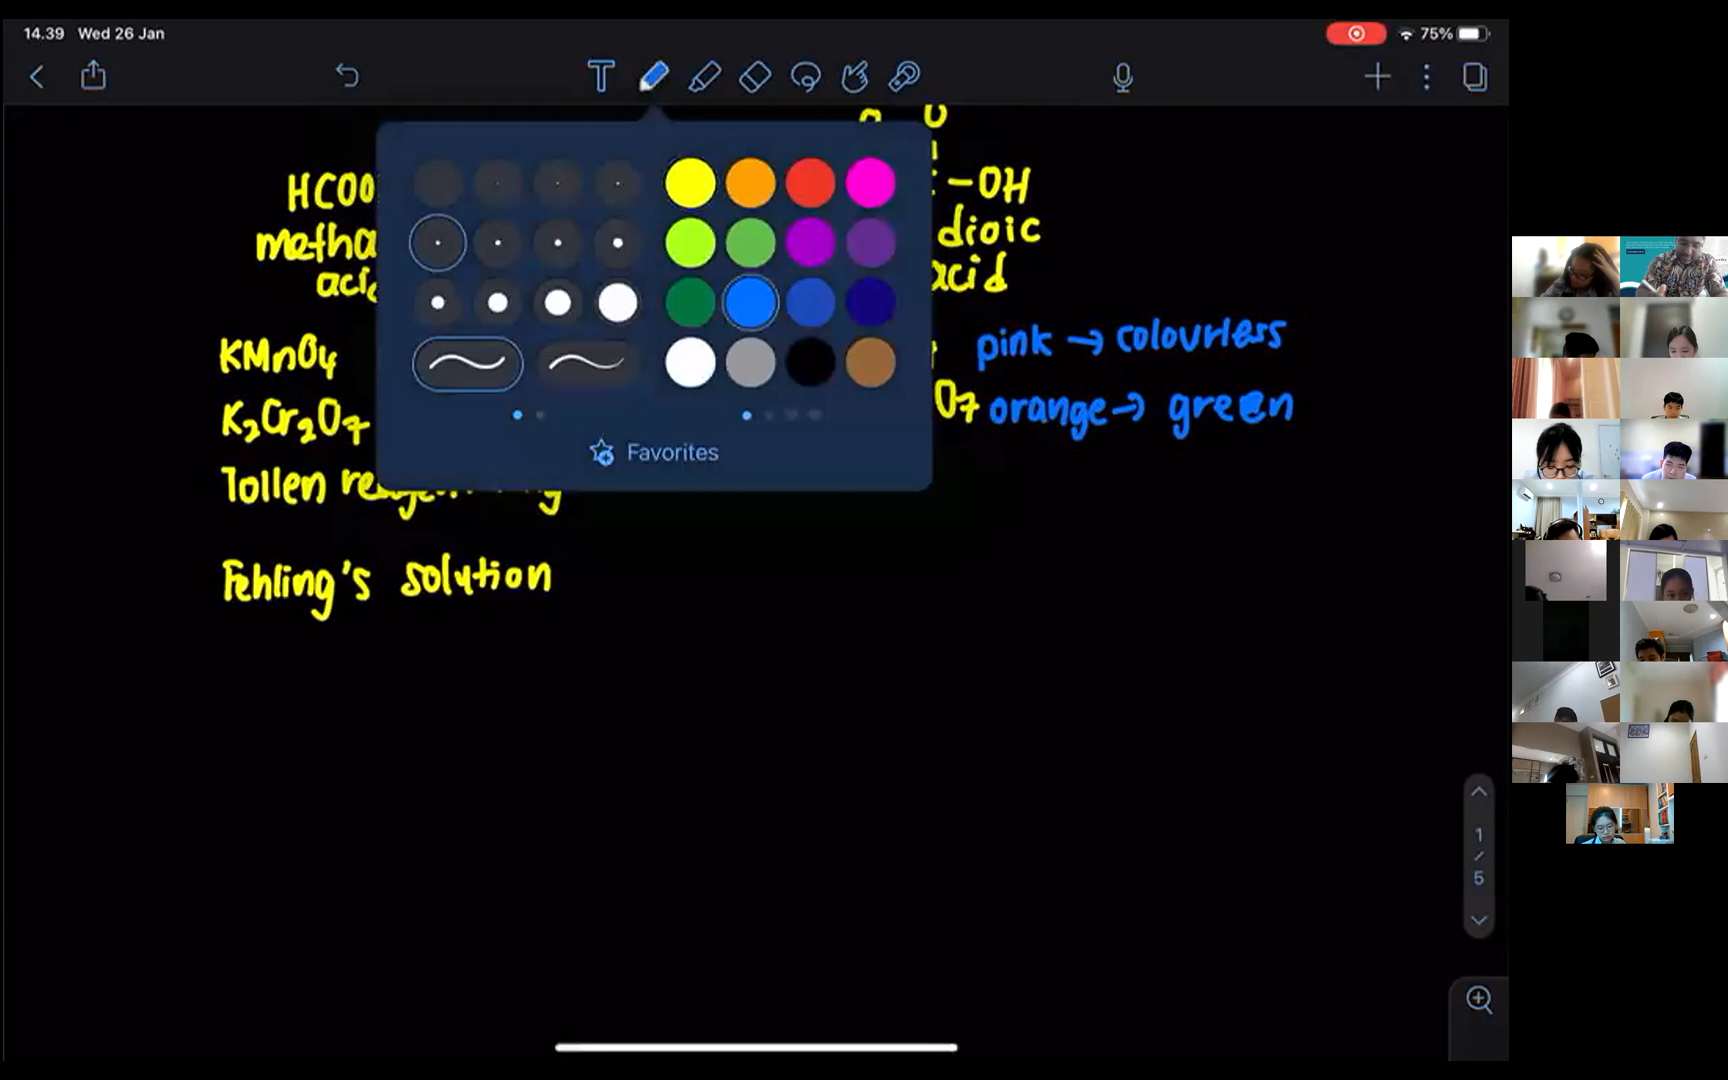 14.39 Wed 26 Jan
75%
T
HCOO
-OH
metha
dioic
acid
KMnO4
pink → colourless
K2Cr2O7
O7 orange → green
Favorites
Tollen
Fehling's solution
1
/
5